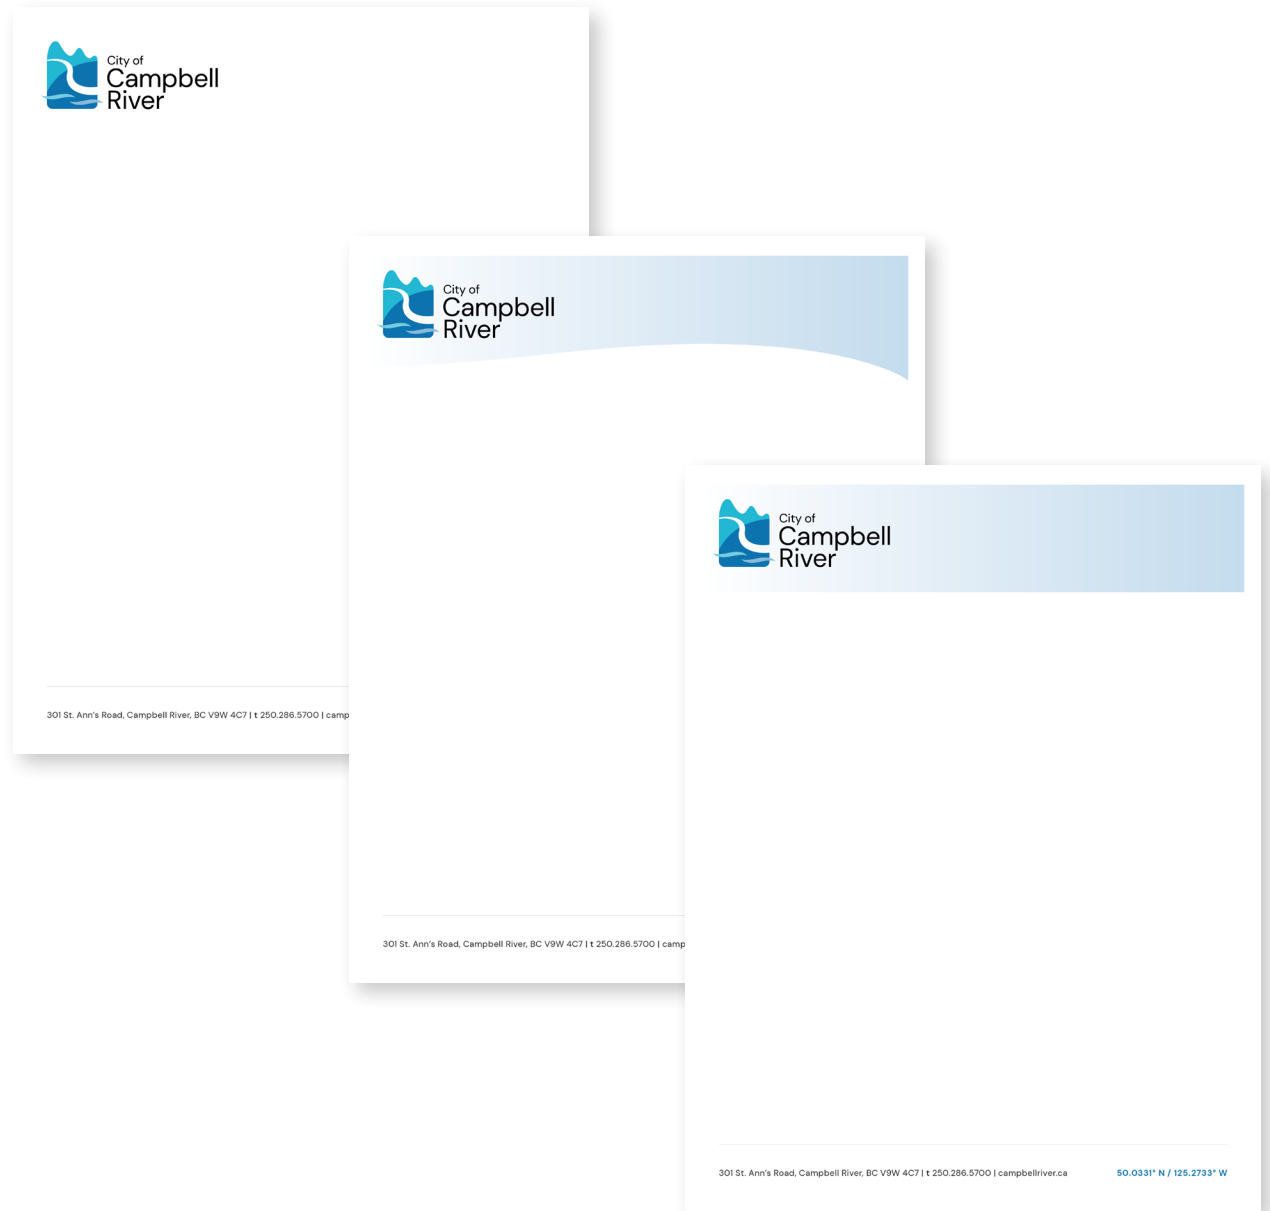 City of
Campbell
River
301 St. Ann's Road, Campbell River, BC V9W 4C7 | t 250.286.5700 | camp
City of
Campbell
River
301 St. Ann's Road, Campbell River, BC V9W 4C7 | t 250.286.5700 | camp
City of
Campbell
River
301 St. Ann's Road, Campbell River, BC V9W 4C7 | t 250.286.5700 | campbellriver.ca 50.0331° N / 125.2733° W